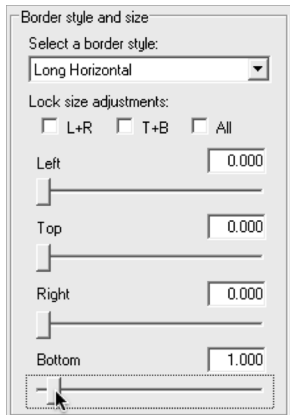 Border style and size
Select a border style:
Long Horizontal
Lock size adjustments:
L+R T+B All
Left 0.000
Top 0.000
Right 0.000
Bottom 1.000